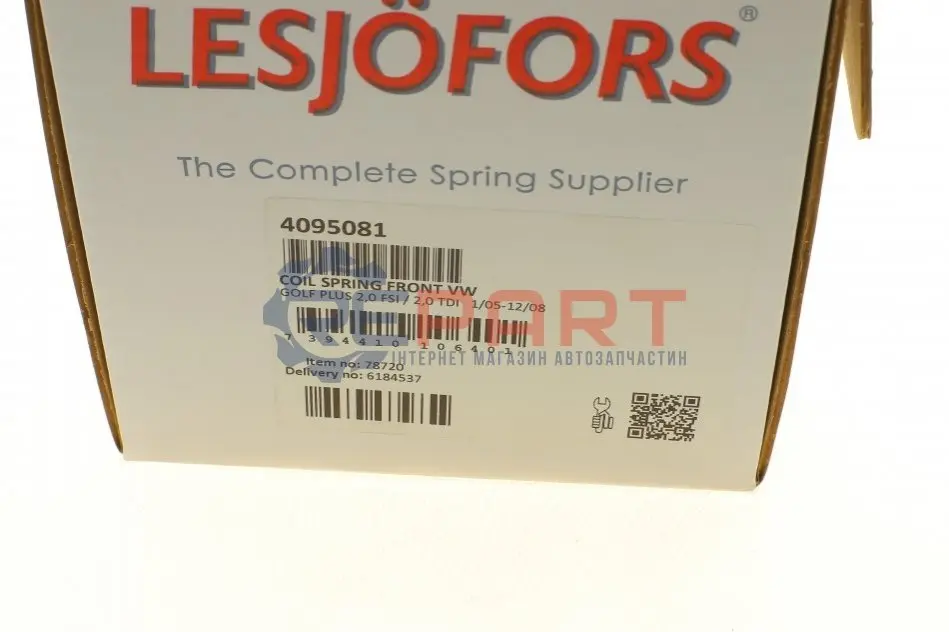 LESJÖFORS®
The Complete Spring Supplier
4095081
COIL SPRING FRONT VW
GOLF PLUS 2,0 FSI / 2,0 TDI 1/05-12/08
PART
7 394410 106401
ІНТЕРНЕТ МАГАЗИН АВТОЗАПЧАСТИН
Item no: 78720
Delivery no: 6184537